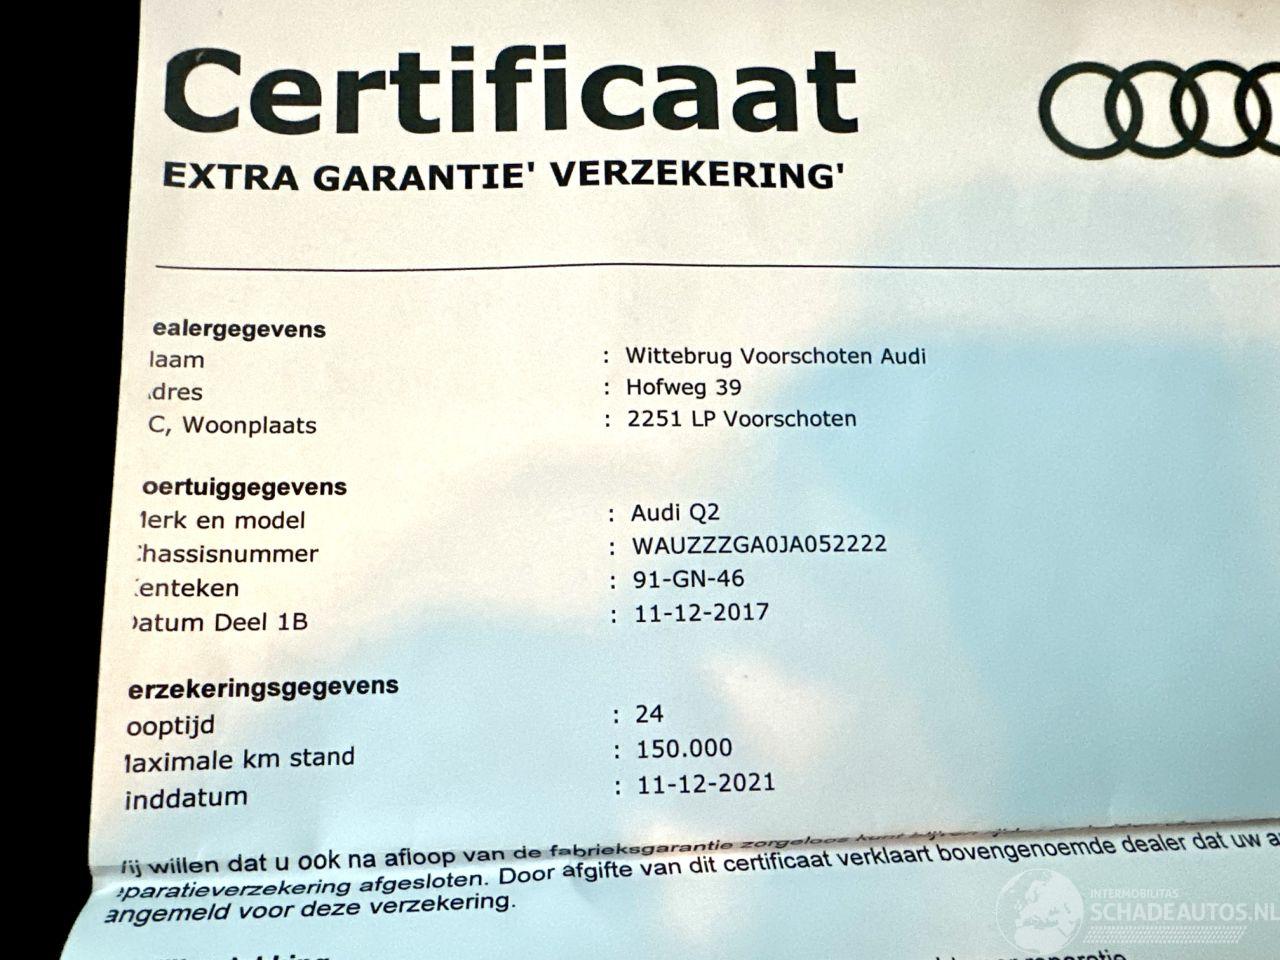 Certificaat
EXTRA GARANTIE' VERZEKERING'
ealergegevens
laam : Wittebrug Voorschoten Audi
dres : Hofweg 39
C, Woonplaats : 2251 LP Voorschoten
oertuiggegevens
lerk en model : Audi Q2
hassisnummer : WAUZZZGA0JA052222
enteken : 91-GN-46
atum Deel 1B : 11-12-2017
erzekeringsgegevens
ooptijd : 24
laximale km stand : 150.000
inddatum : 11-12-2021
ij willen dat u ook na afloop van de fabrieksgarantie zorgeloos kunt
paratieverzekering afgesloten. Door afgifte van dit certificaat verklaart bovengenoemde dealer dat uw a
angemeld voor deze verzekering.
INTERMOBILITAS
SCHADEAUTOS.NL